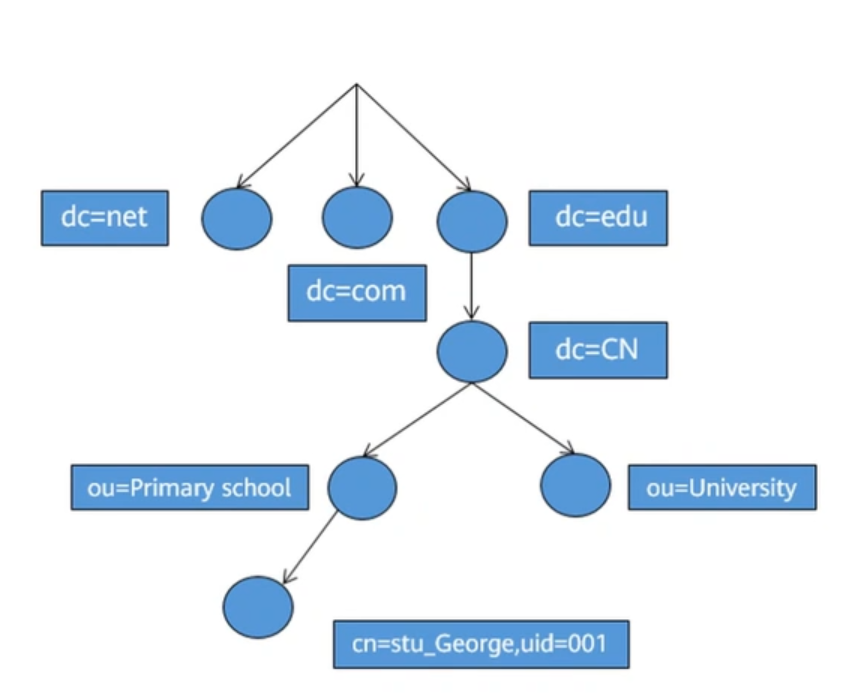 dc=net
dc=edu
dc=com
dc=CN
ou=Primary school
ou=University
cn=stu_George,uid=001